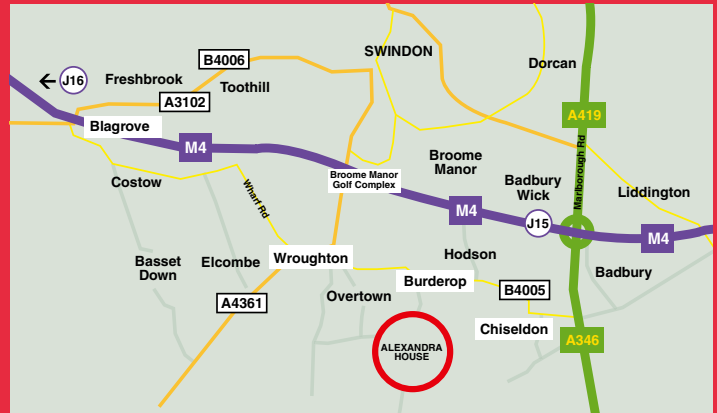 SWINDON
B4006
Dorcan
← J16
Freshbrook
Toothill
A3102
A419
Blagrove
M4
Marlborough Rd
Broome
Manor
Broome Manor
Golf Complex
Costow
Wharf Rd
Badbury
Wick
Liddington
M4
J15
M4
Basset
Down
Elcombe
Wroughton
Hodson
Badbury
Burderop
B4005
Overtown
A4361
Chiseldon
A346
ALEXANDRA
HOUSE